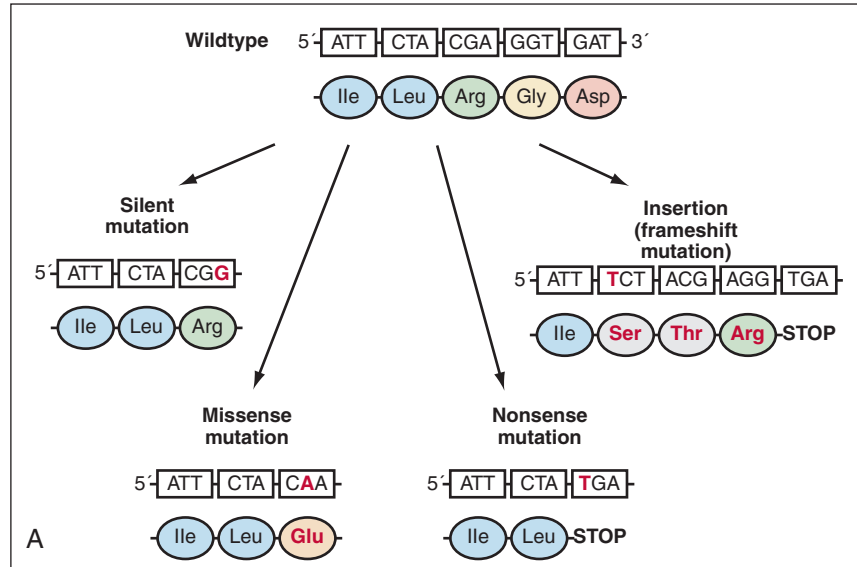 Wildtype 5´ ATT CTA CGA GGT GAT 3´
Ile Leu Arg Gly Asp
Silent
mutation
5´ ATT CTA CGG
Ile Leu Arg
Insertion
(frameshift
mutation)
5´ ATT TCT ACG AGG TGA
Ile Ser Thr Arg STOP
Missense
mutation
5´ ATT CTA CAA
Ile Leu Glu
Nonsense
mutation
5´ ATT CTA TGA
Ile Leu STOP
A